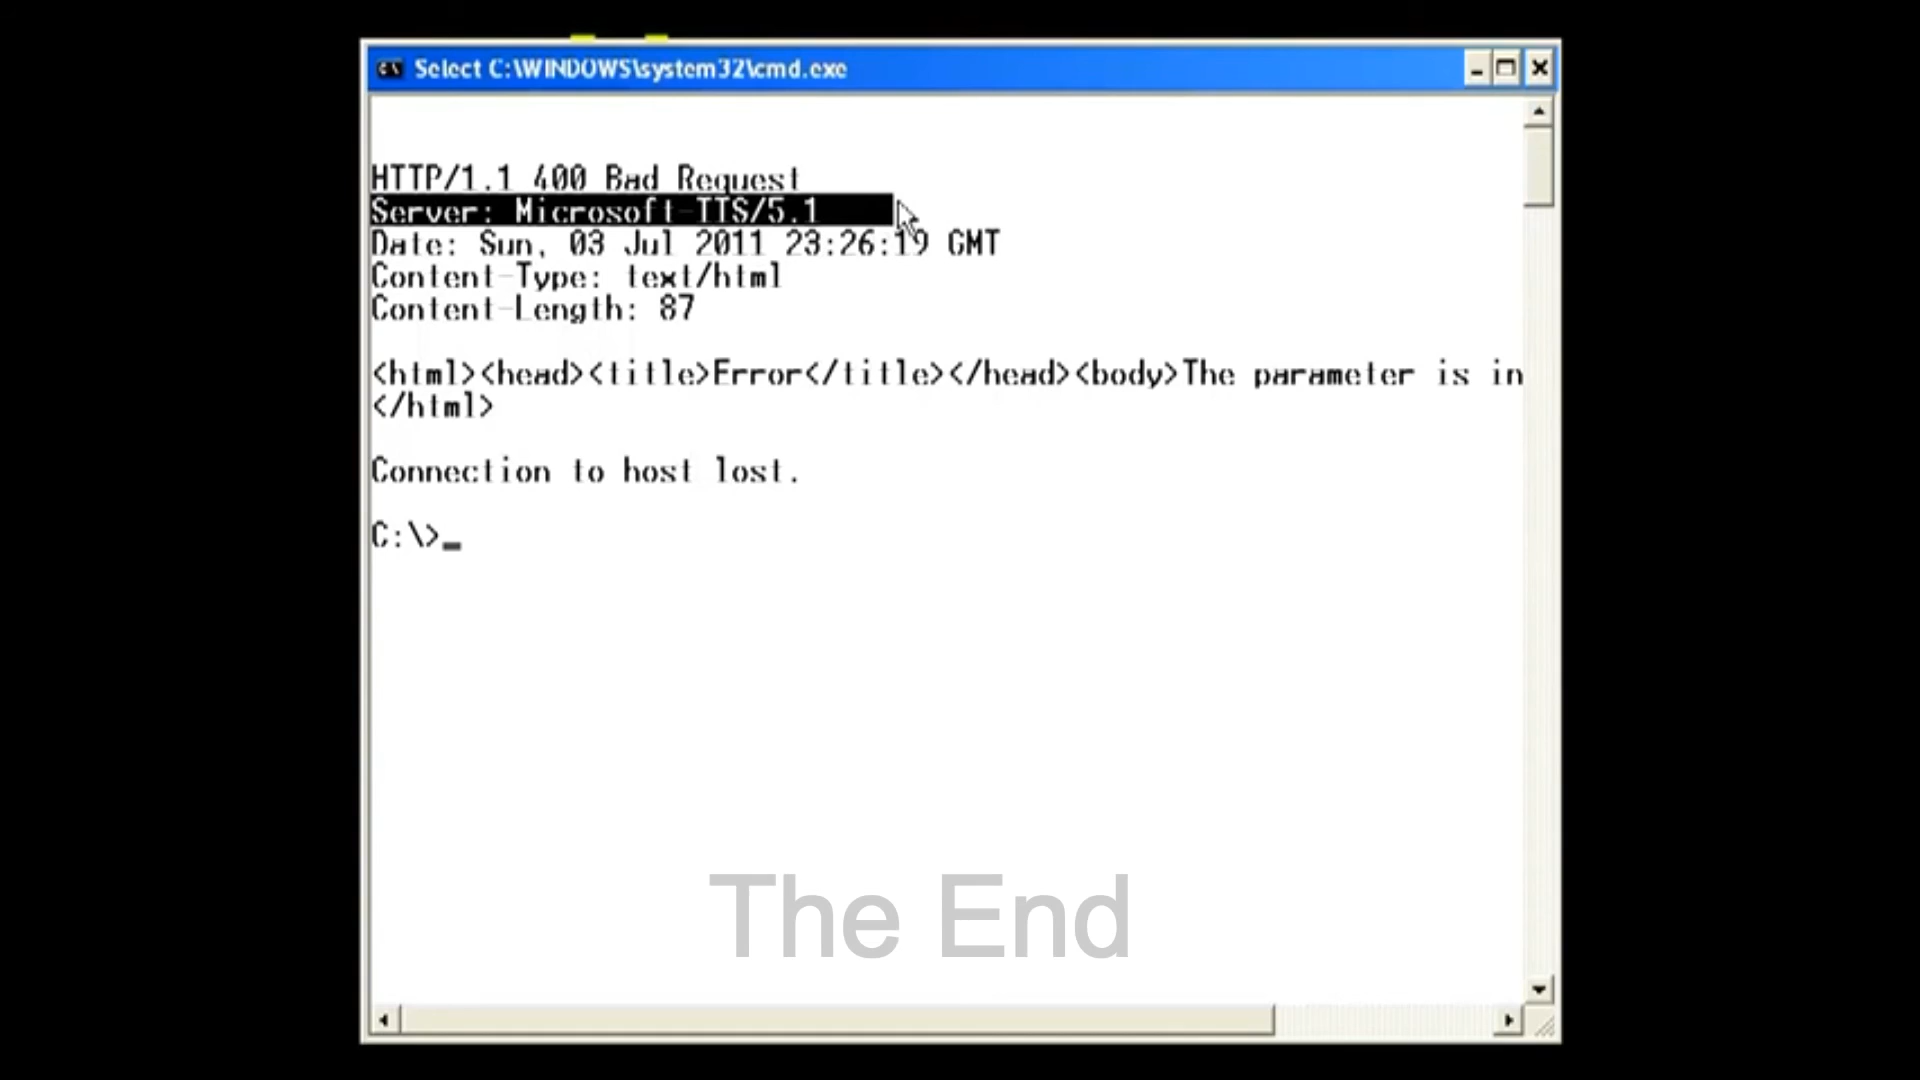 Select C:\WINDOWS\system32\cmd.exe
HTTP/1.1 400 Bad Request
Server: Microsoft-IIS/5.1
Date: Sun, 03 Jul 2011 23:26:19 GMT
Content-Type: text/html
Content-Length: 87
<html><head><title>Error</title></head><body>The parameter is in
</html>
Connection to host lost.
C:\>_
The End